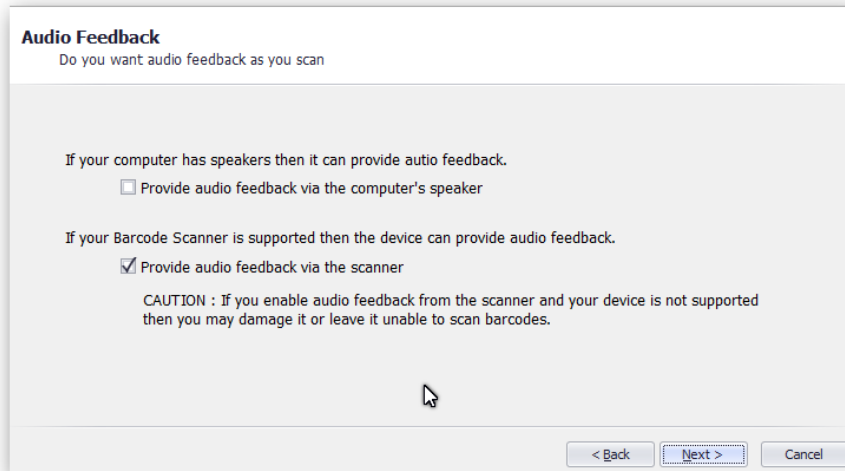 Audio Feedback
Do you want audio feedback as you scan
If your computer has speakers then it can provide autio feedback.
Provide audio feedback via the computer's speaker
If your Barcode Scanner is supported then the device can provide audio feedback.
Provide audio feedback via the scanner
CAUTION : If you enable audio feedback from the scanner and your device is not supported
then you may damage it or leave it unable to scan barcodes.
< Back Next > Cancel